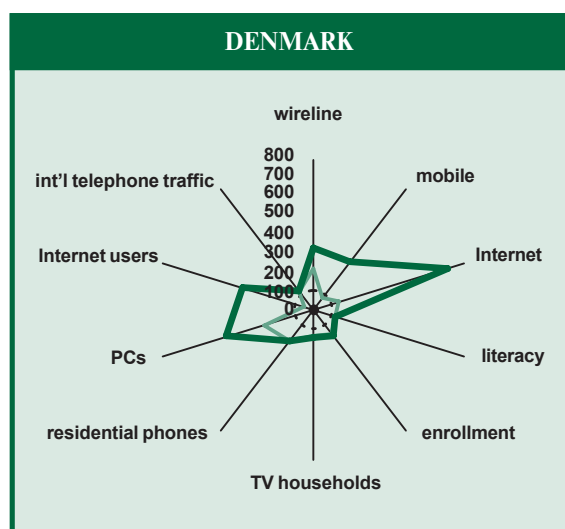 DENMARK
wireline
800
700
600
500
400
300
200
100
0
mobile
Internet
literacy
enrollment
TV households
residential phones
PCs
Internet users
int'l telephone traffic